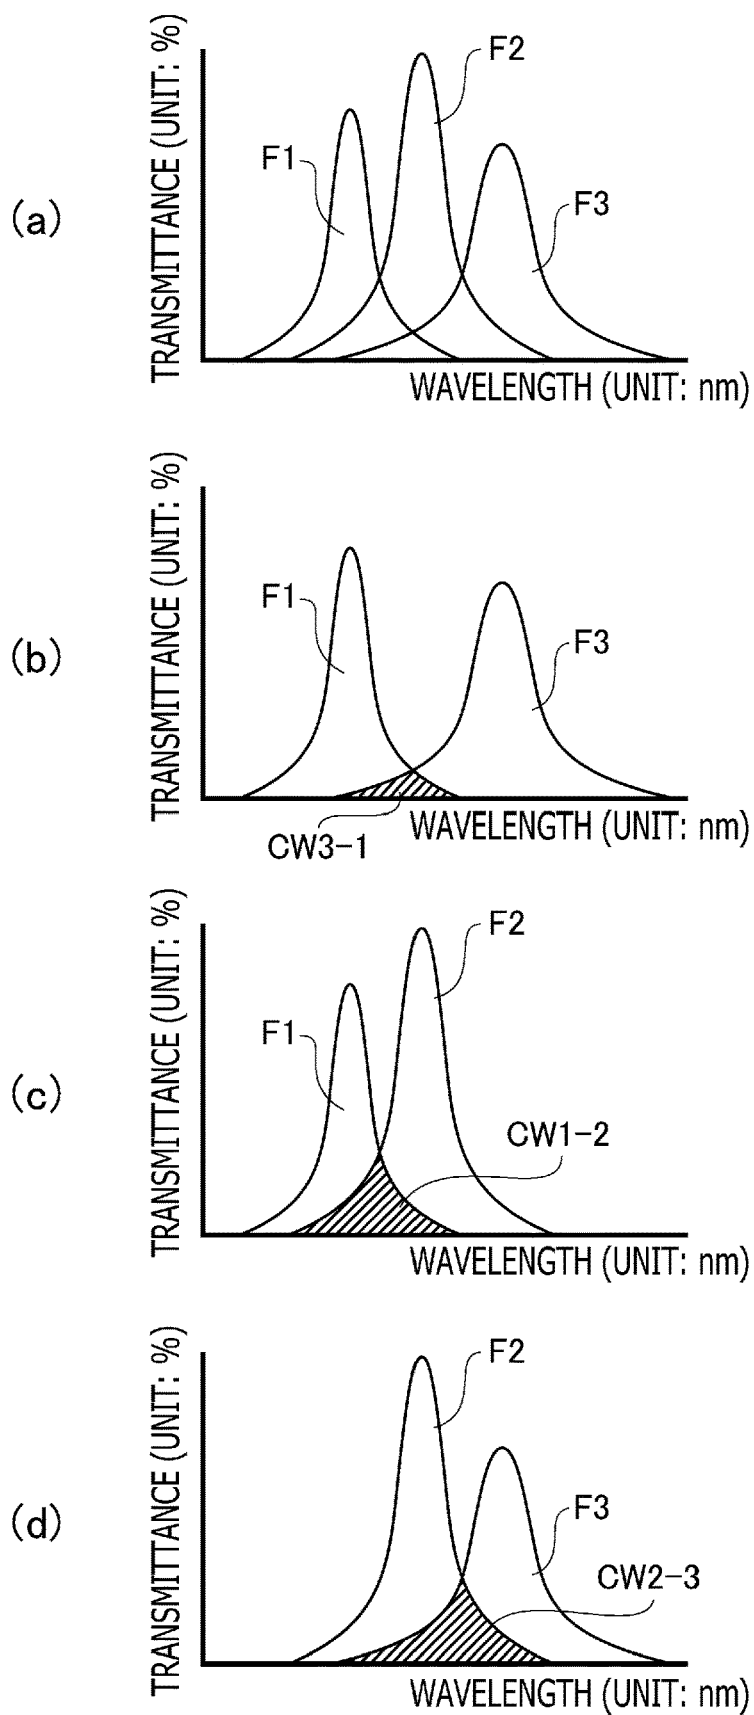 (a)
TRANSMITTANCE (UNIT: %)
F1
F2
F3
WAVELENGTH (UNIT: nm)
(b)
TRANSMITTANCE (UNIT: %)
F1
F3
CW3-1
WAVELENGTH (UNIT: nm)
(c)
TRANSMITTANCE (UNIT: %)
F1
F2
CW1-2
WAVELENGTH (UNIT: nm)
(d)
TRANSMITTANCE (UNIT: %)
F2
F3
CW2-3
WAVELENGTH (UNIT: nm)